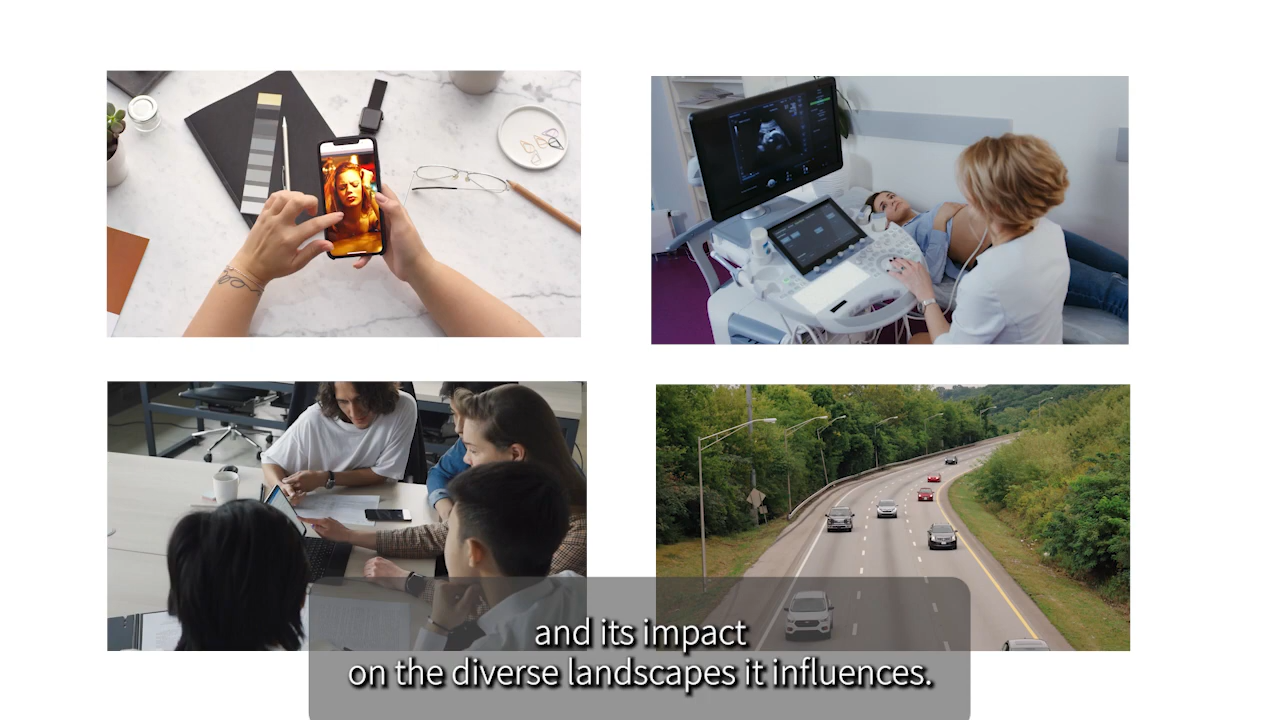 and its impact
on the diverse landscapes it influences.